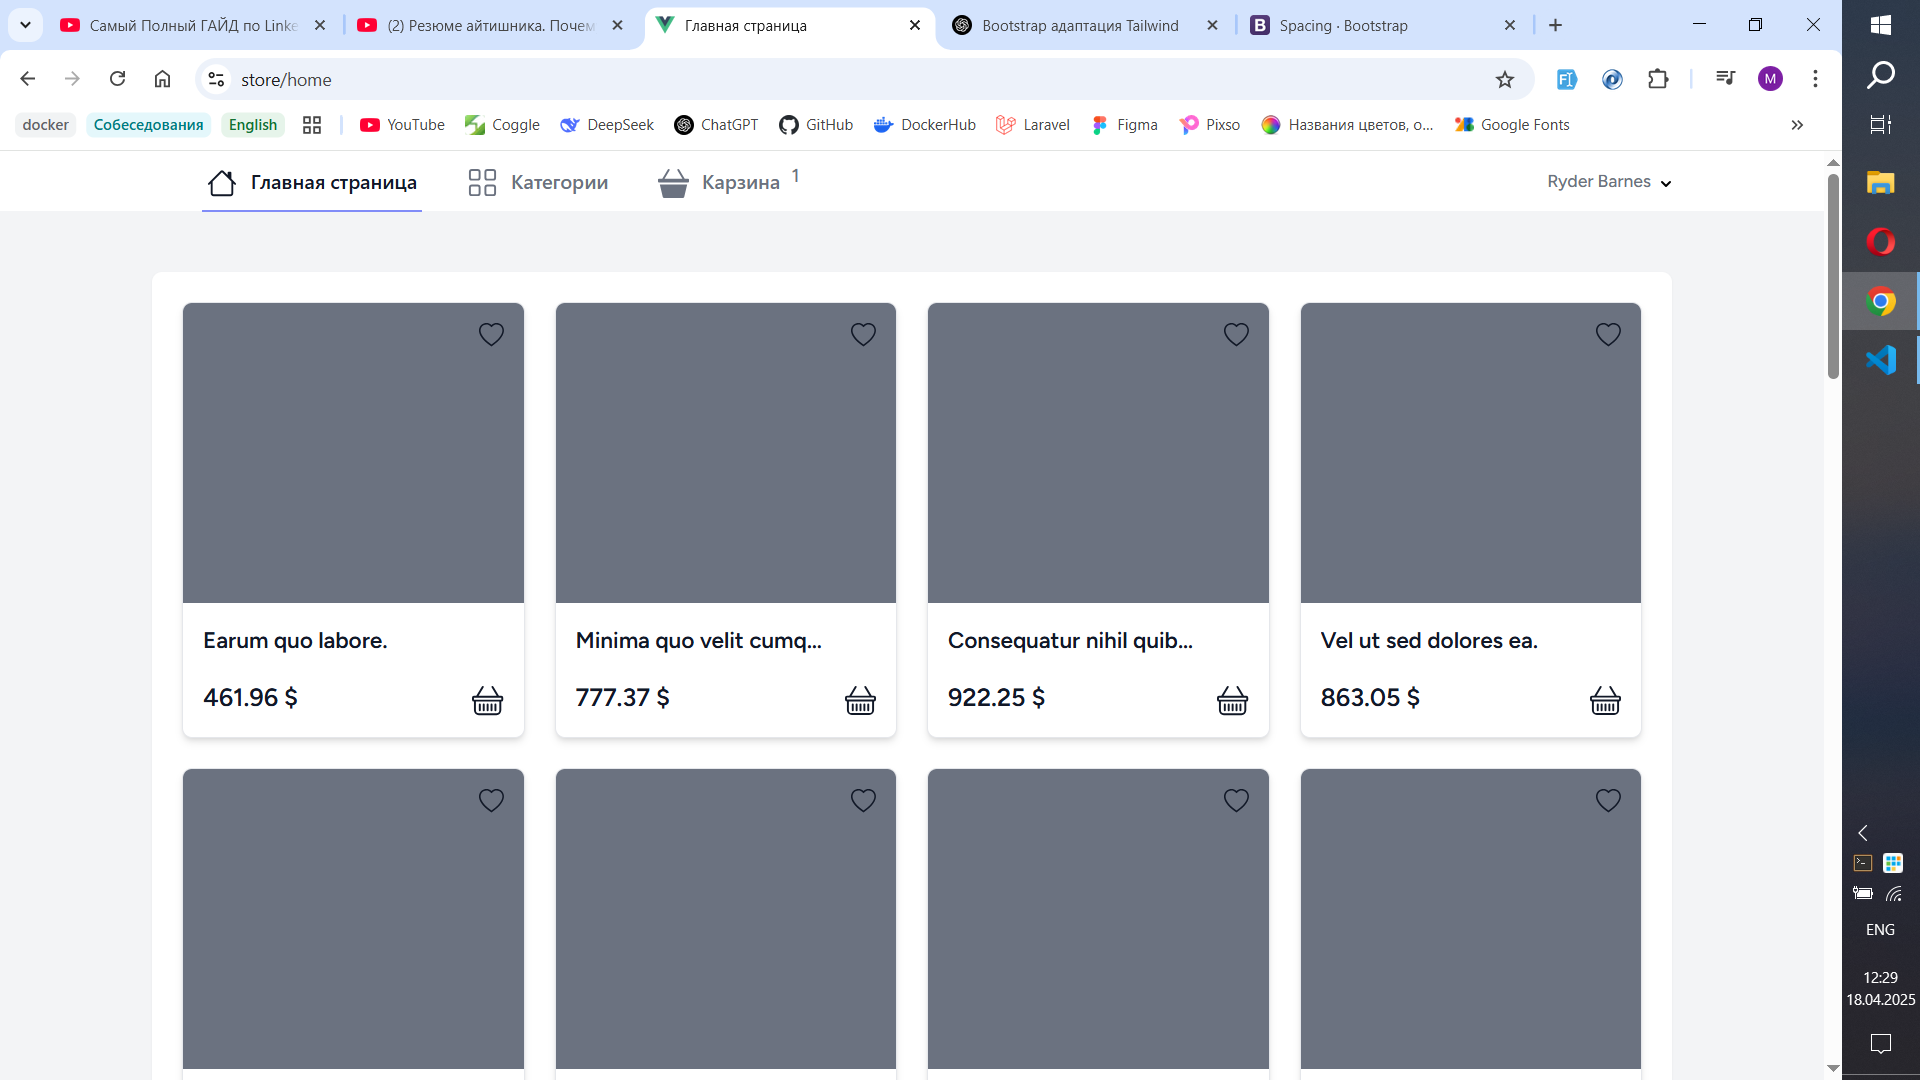 Самый Полный ГАЙД по Linke
(2) Резюме айтишника. Почем
Главная страница
Bootstrap адаптация Tailwind
Spacing · Bootstrap
store/home
M
docker
Собеседования
English
YouTube
Coggle
DeepSeek
ChatGPT
GitHub
DockerHub
Laravel
Figma
Pixso
Названия цветов, о...
Google Fonts
Главная страница
Категории
Карзина 1
Ryder Barnes
Earum quo labore.
461.96 $
Minima quo velit cumq...
777.37 $
Consequatur nihil quib...
922.25 $
Vel ut sed dolores ea.
863.05 $
ENG
12:29
18.04.2025